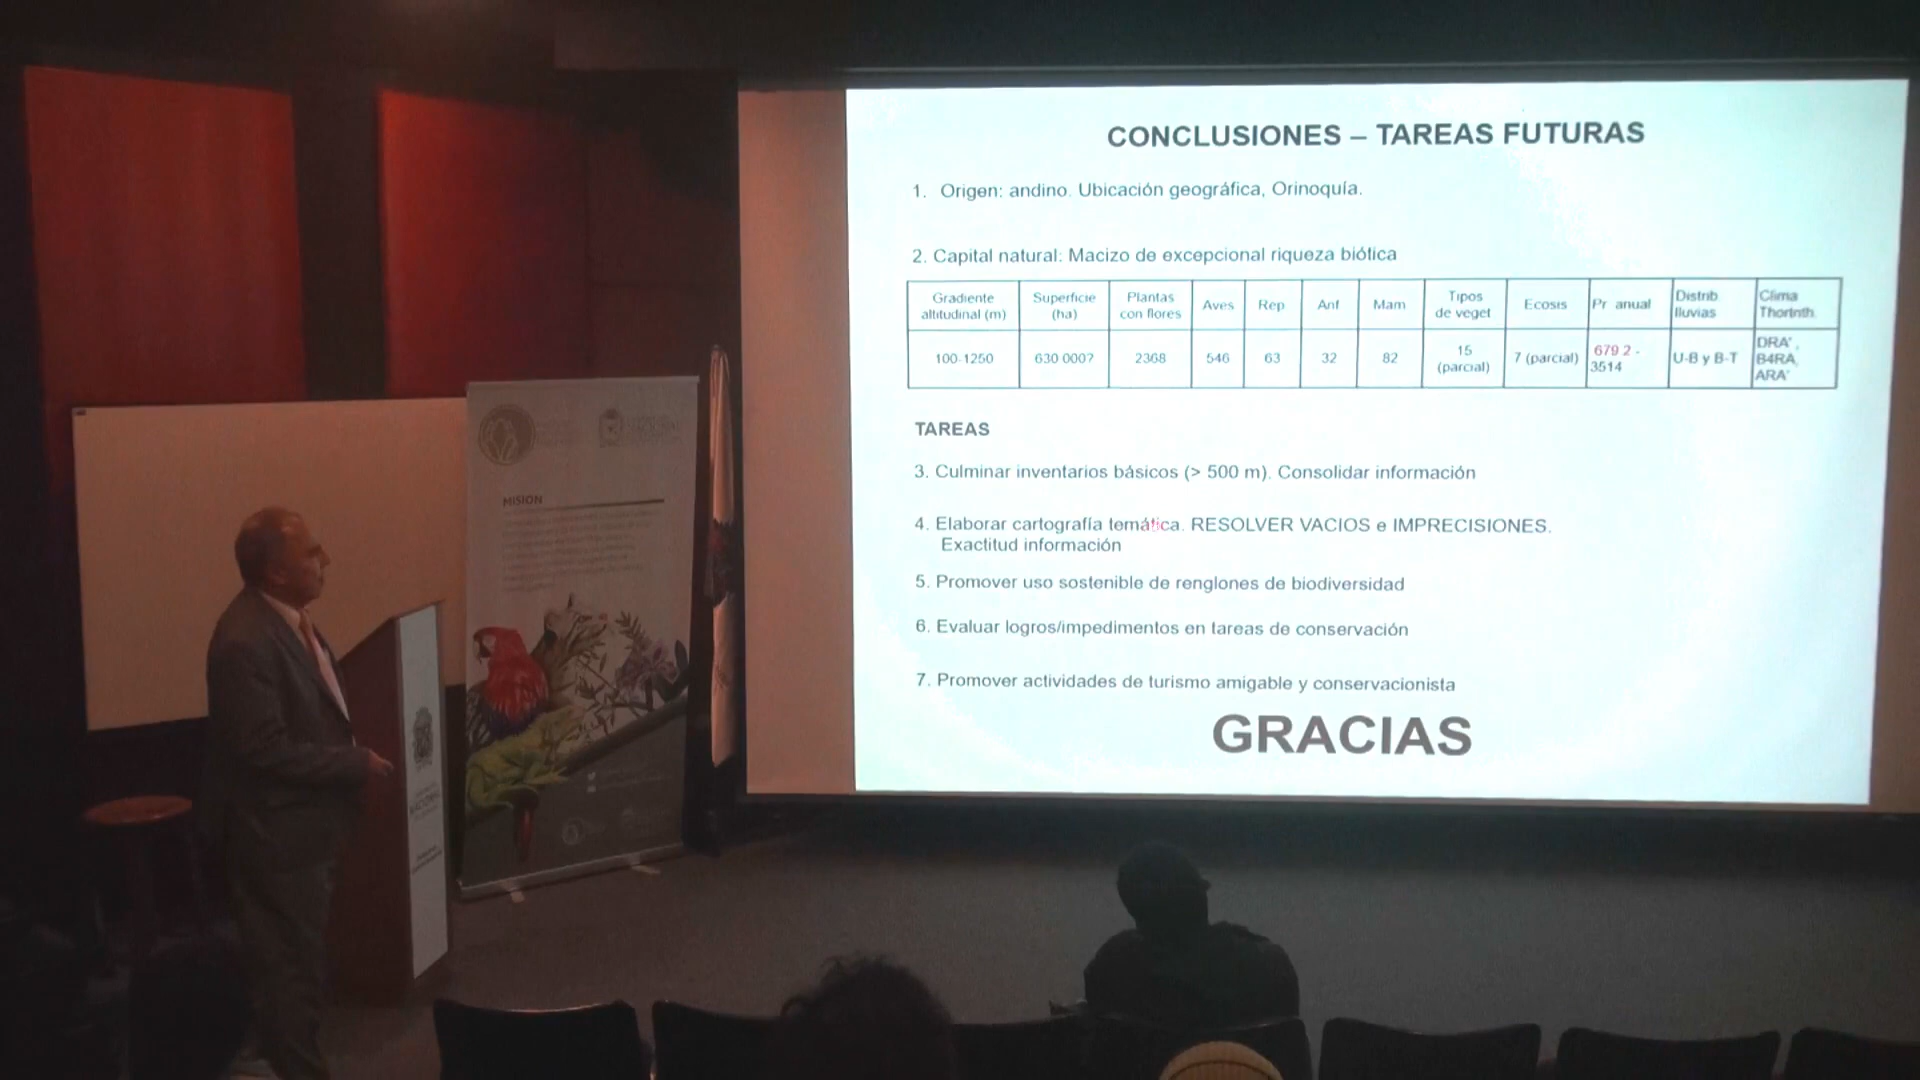 CONCLUSIONES – TAREAS FUTURAS
1. Origen: andino. Ubicación geográfica, Orinoquía.
2. Capital natural: Macizo de excepcional riqueza biótica
Gradiente altitudinal (m) Superficie (ha) Plantas con flores Aves Rep Anf Mam Tipos de veget Ecosis Pr anual Distrib lluvias Clima Thorinth.
100-1250 630 000? 2368 546 63 32 82 15 (parcial) 7 (parcial) 679 2 - 3514 U-B y B-T DRA', B4RA, ARA'
TAREAS
3. Culminar inventarios básicos (> 500 m). Consolidar información
4. Elaborar cartografía temática. RESOLVER VACIOS e IMPRECISIONES.
Exactitud información
5. Promover uso sostenible de renglones de biodiversidad
6. Evaluar logros/impedimentos en tareas de conservación
7. Promover actividades de turismo amigable y conservacionista
GRACIAS
MISIÓN
NACIONAL